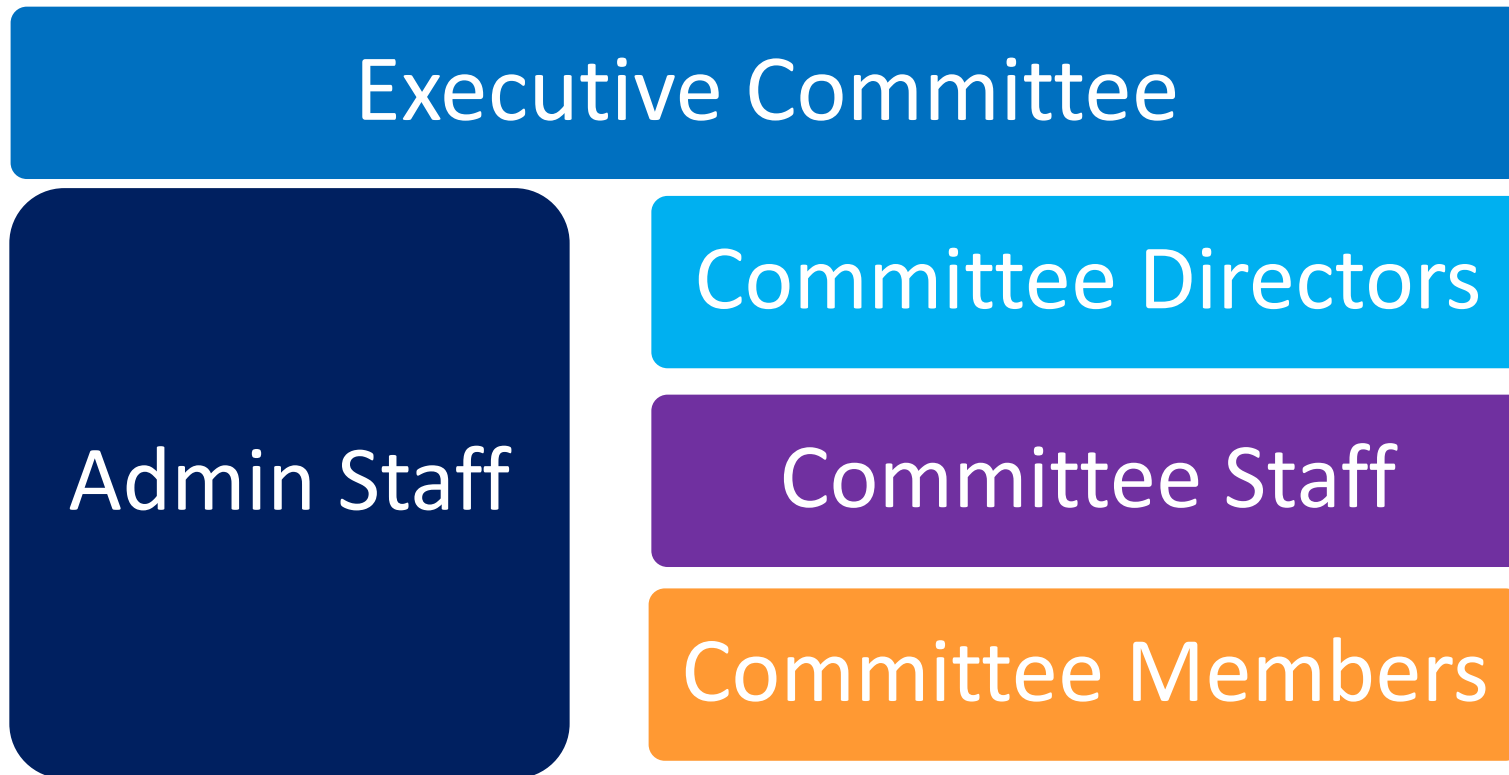 Executive Committee
Admin Staff
Committee Directors
Committee Staff
Committee Members